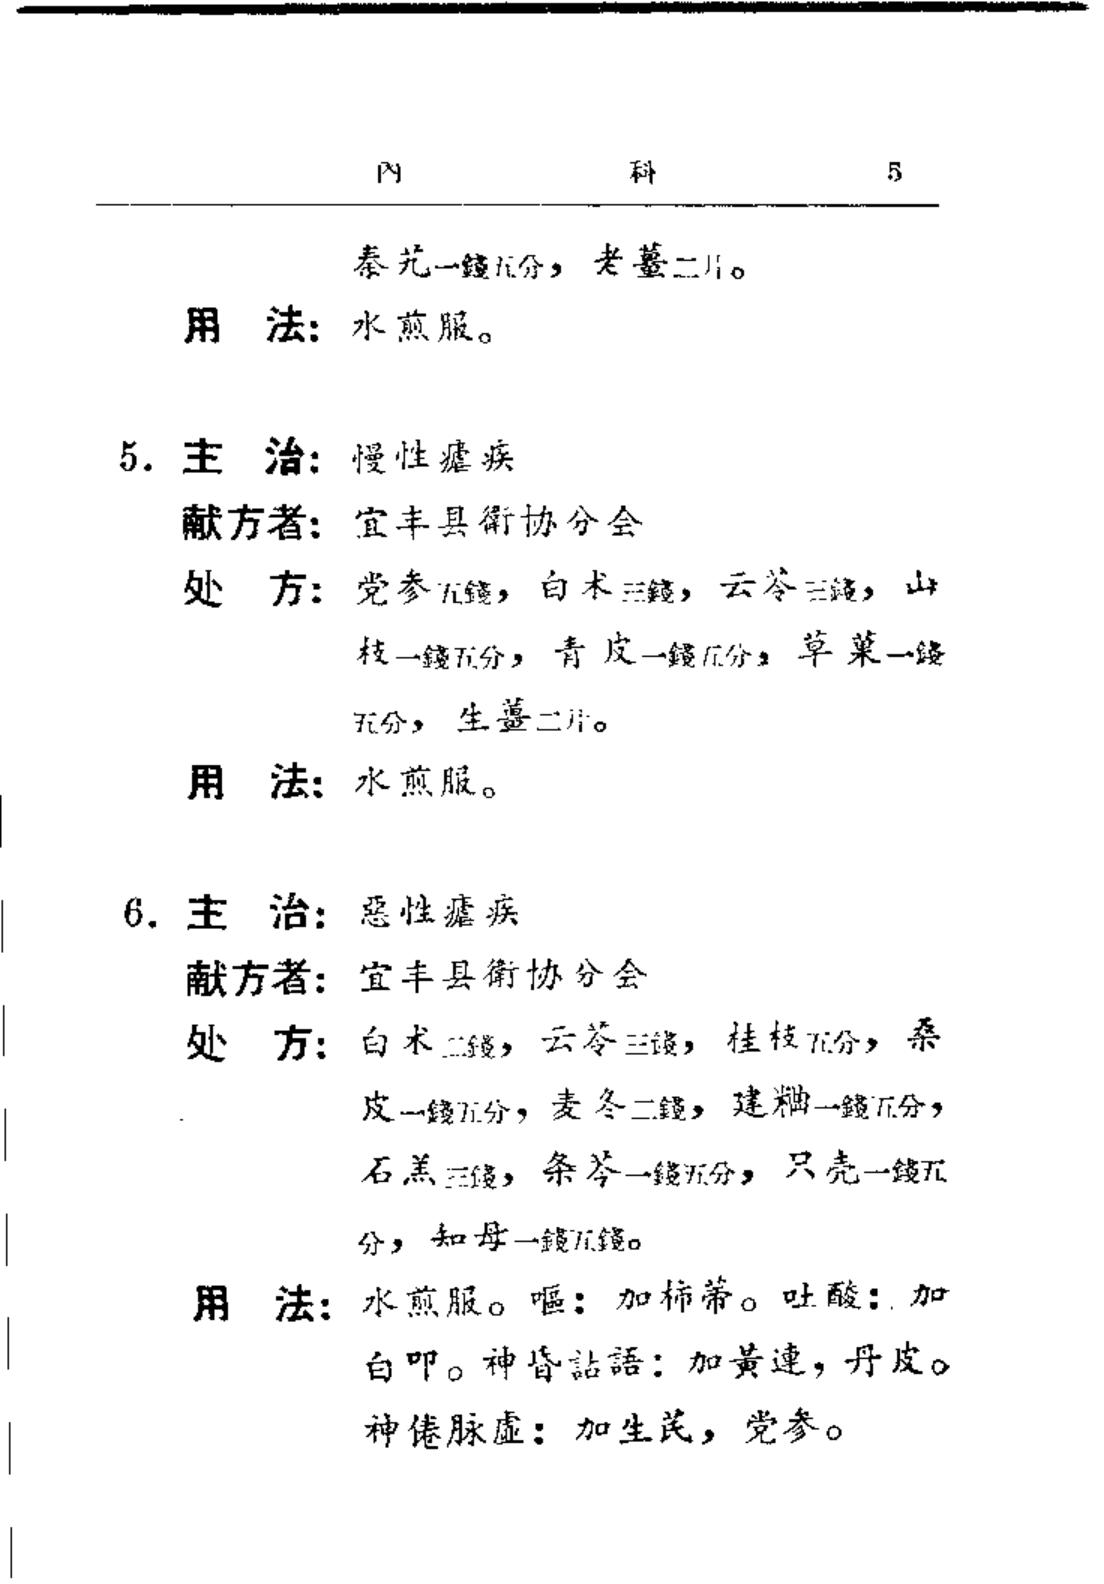 內 科 5
秦艽一錢五分，老薑二片。
用 法：水煎服。
5. 主 治：慢性瘧疾
献方者：宜丰县衛协分会
处 方：党参五錢，白术三錢，云苓三錢，山
枝一錢五分，青皮一錢五分，草菓一錢
五分，生薑二片。
用 法：水煎服。
6. 主 治：惡性瘧疾
献方者：宜丰县衛协分会
处 方：白术二錢，云苓三錢，桂枝五分，桑
皮一錢五分，麦冬二錢，建粬一錢五分，
石羔三錢，条芩一錢五分，只壳一錢五
分，知母一錢五錢。
用 法：水煎服。嘔：加柿蒂。吐酸：加
白叩。神昏詀語：加黃連，丹皮。
神倦脉虛：加生芪，党参。